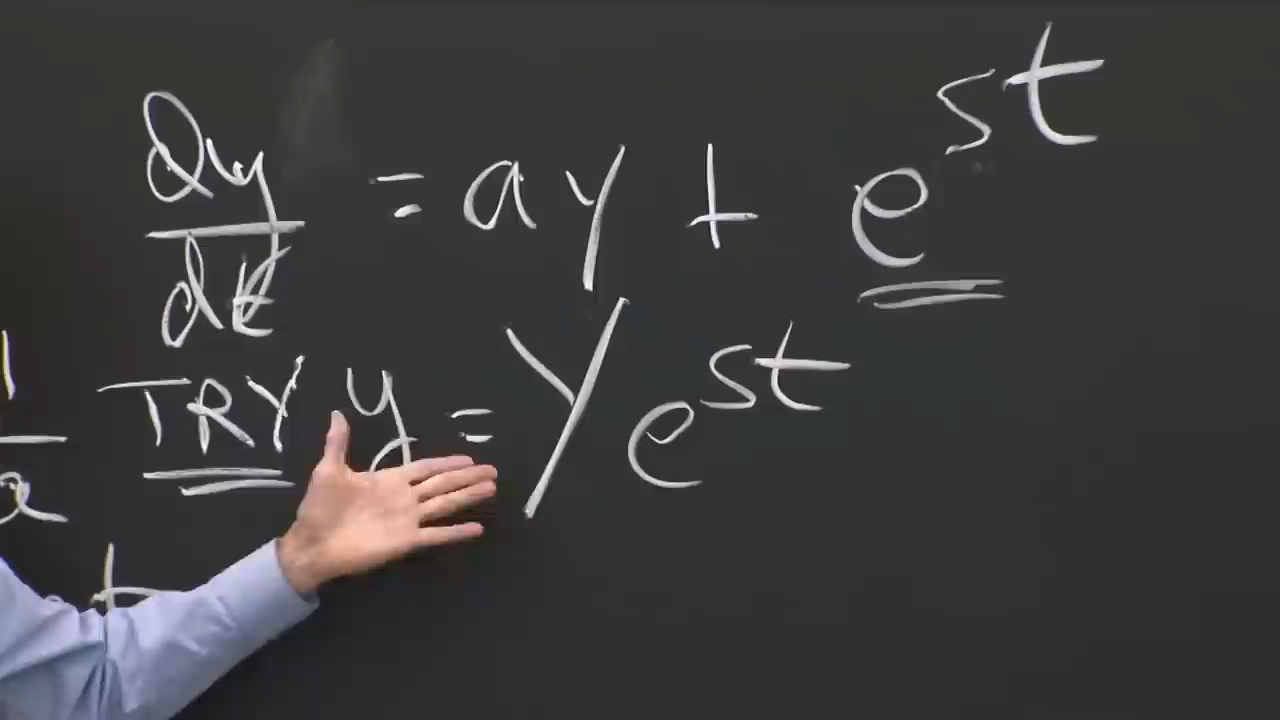 dy/dt = ay + e^{st}
TRY y = Ye^{st}